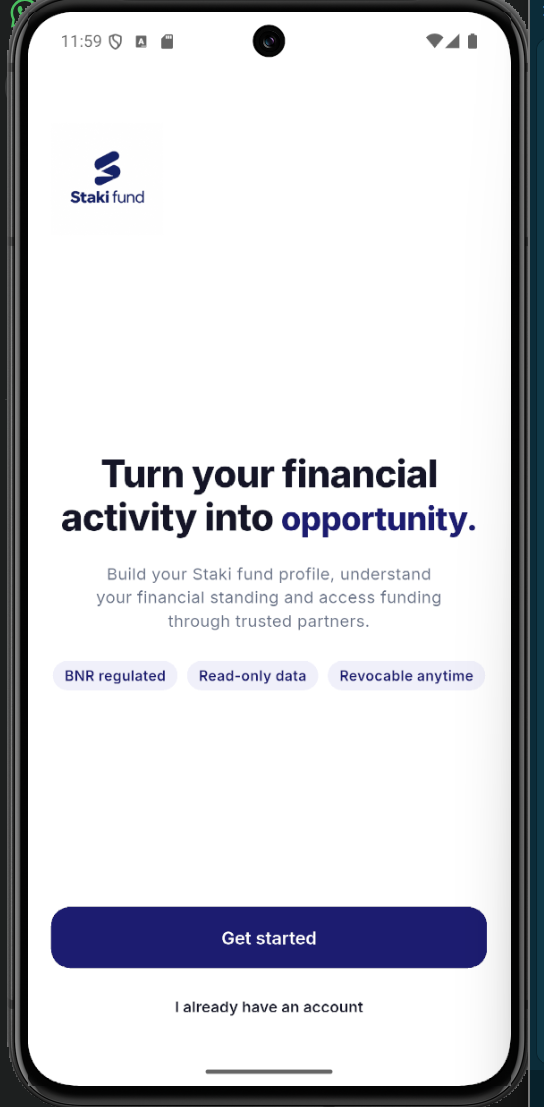 11:59
Staki fund
Turn your financial
activity into opportunity.
Build your Staki fund profile, understand
your financial standing and access funding
through trusted partners.
BNR regulated Read-only data Revocable anytime
Get started
I already have an account